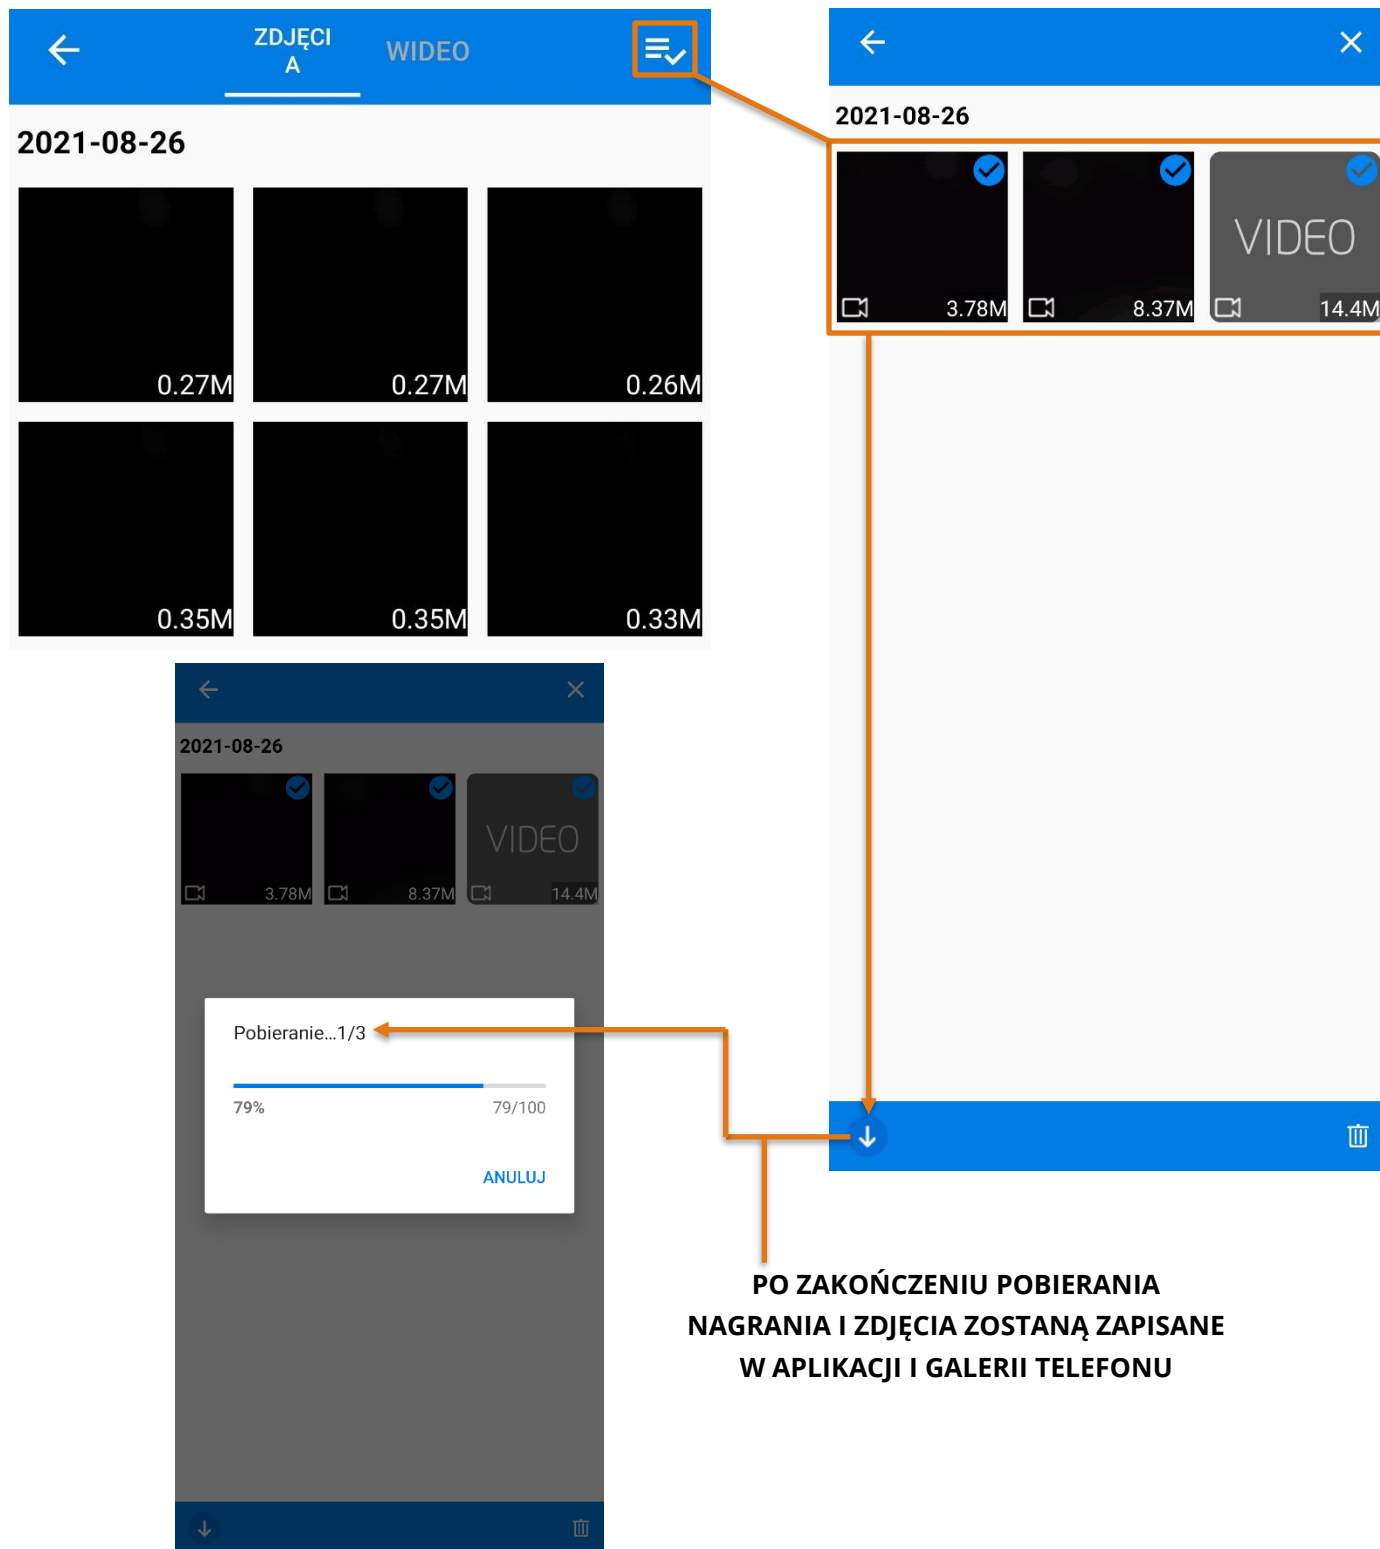 ZDJĘCI
A
WIDEO
2021-08-26
0.27M
0.27M
0.26M
0.35M
0.35M
0.33M
2021-08-26
VIDEO
3.78M
8.37M
14.4M
2021-08-26
VIDEO
3.78M
8.37M
14.4M
Pobieranie...1/3
79%
79/100
ANULUJ
PO ZAKOŃCZENIU POBIERANIA
NAGRANIA I ZDJĘCIA ZOSTANĄ ZAPISANE
W APLIKACJI I GALERII TELEFONU